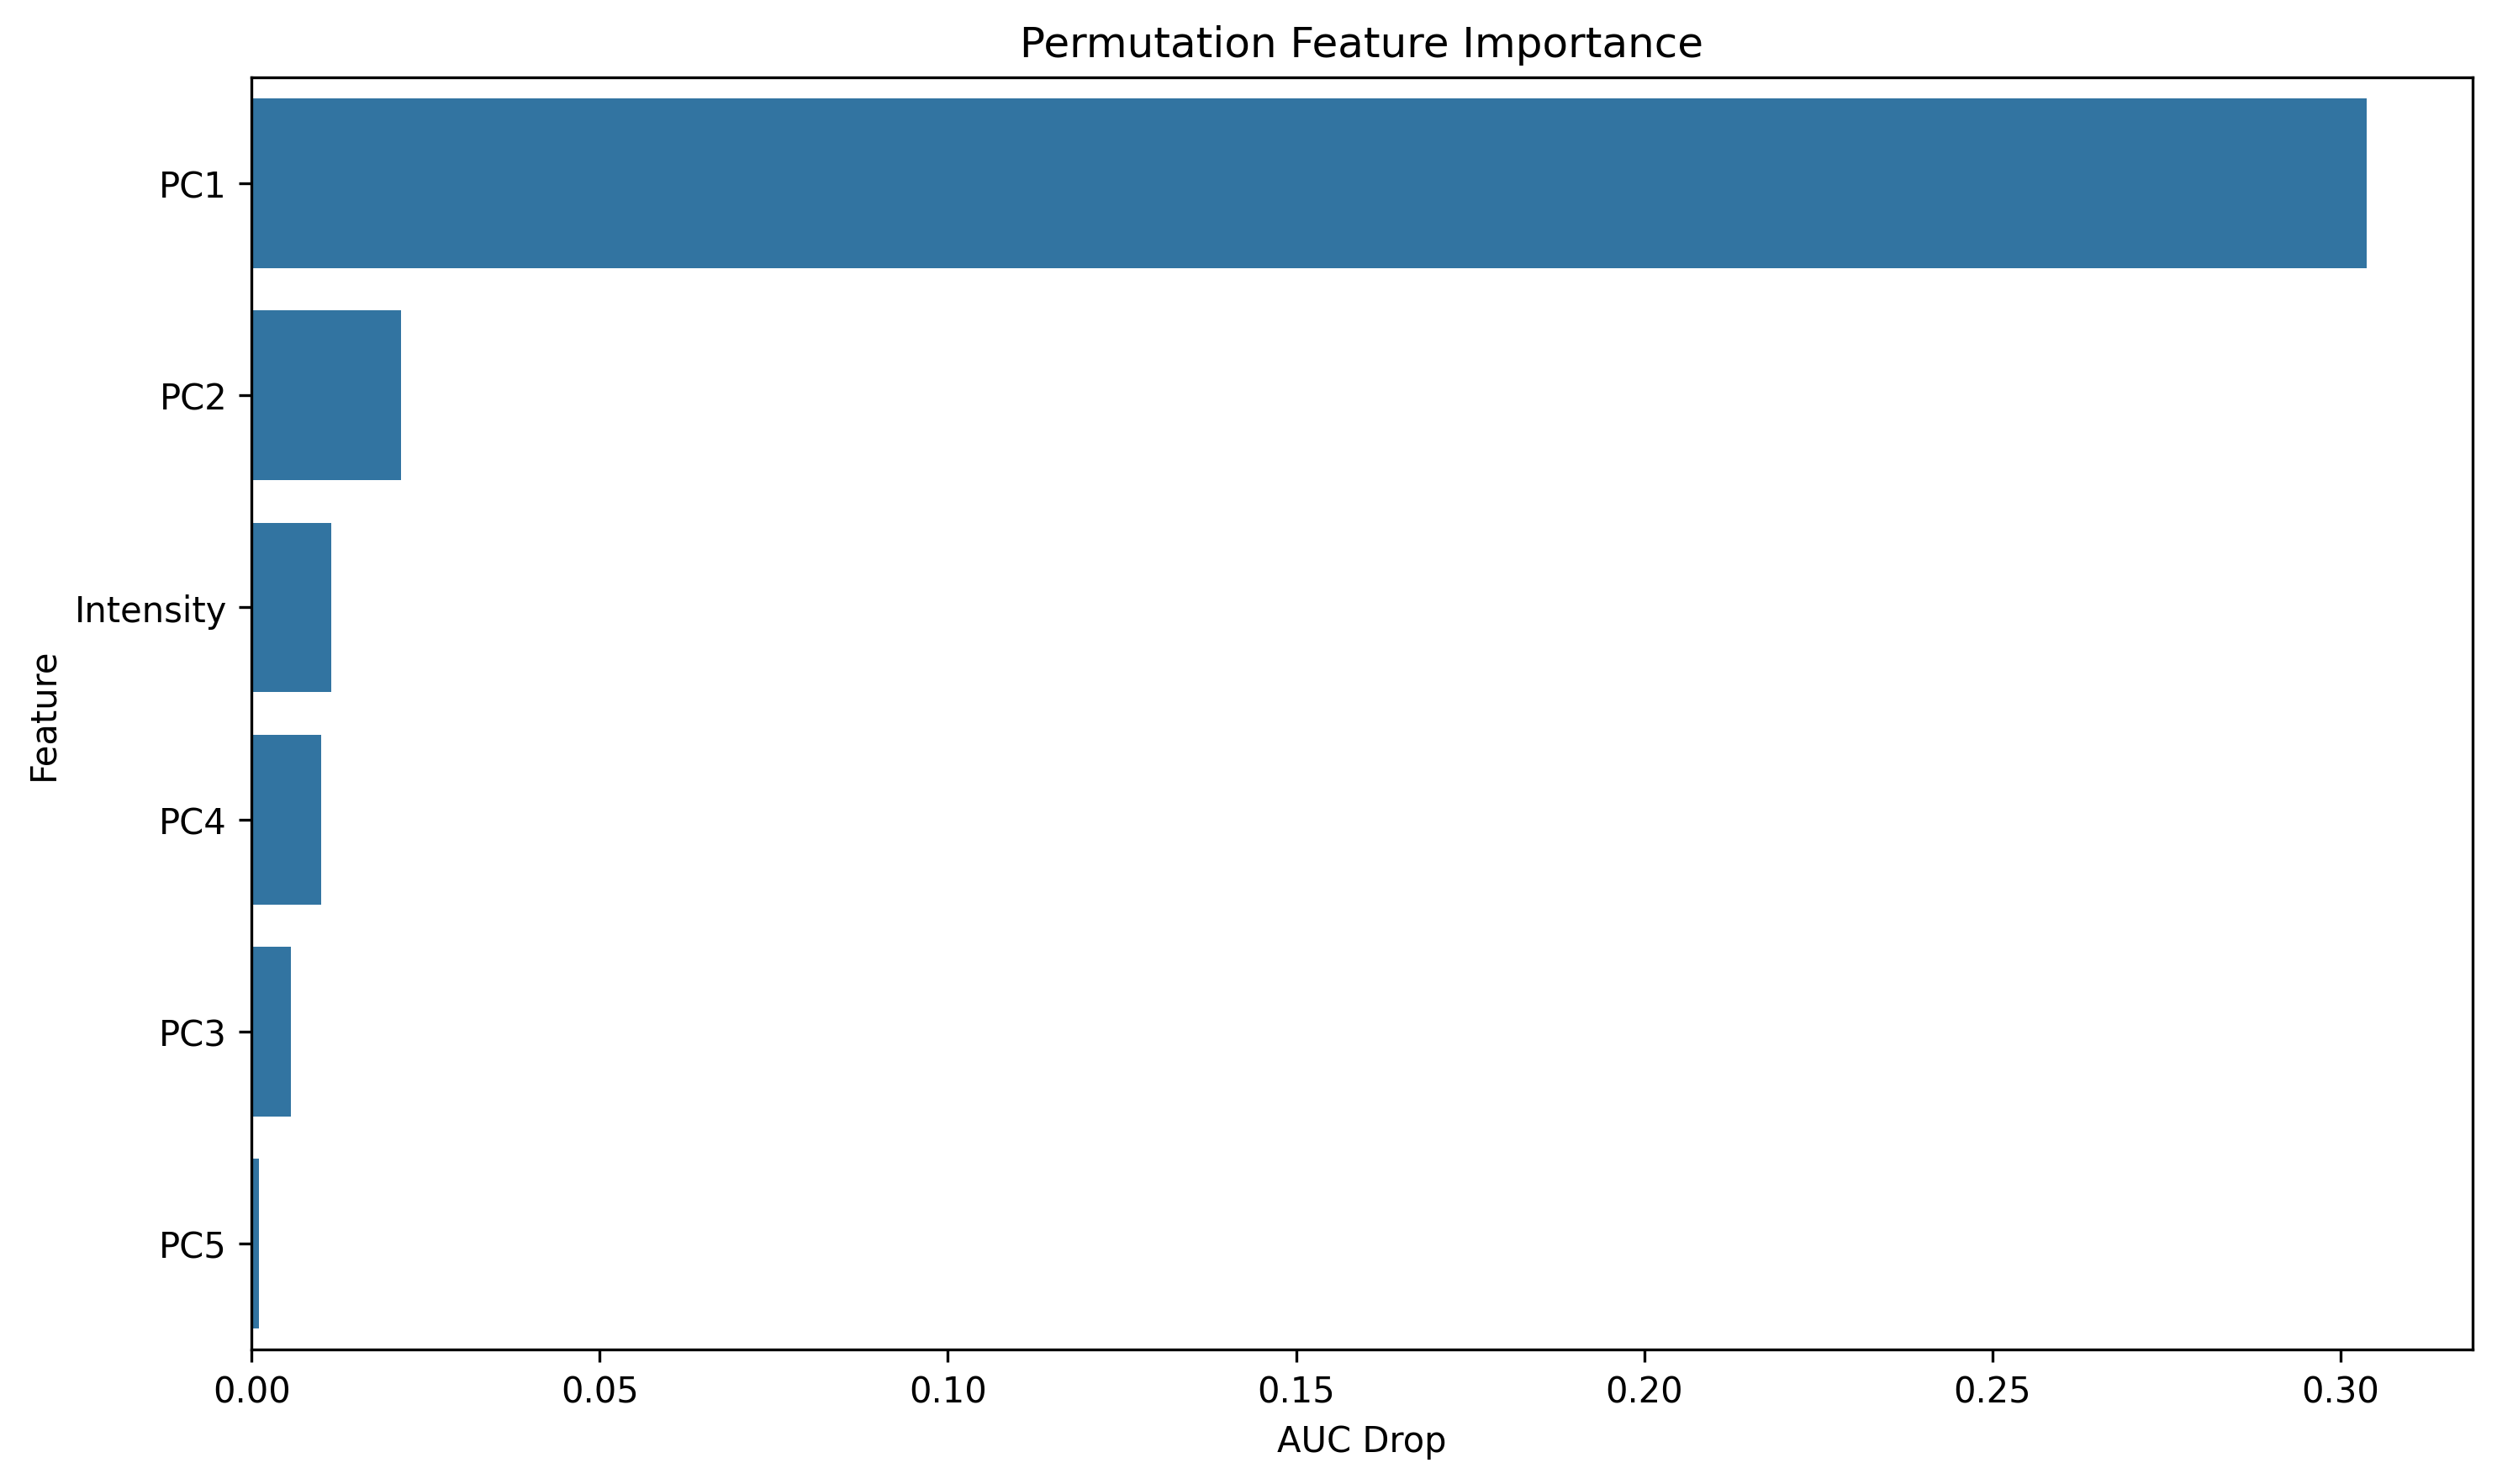 Permutation Feature Importance
PC1
PC2
Intensity
PC4
PC3
PC5
Feature
0.00 0.05 0.10 0.15 0.20 0.25 0.30
AUC Drop